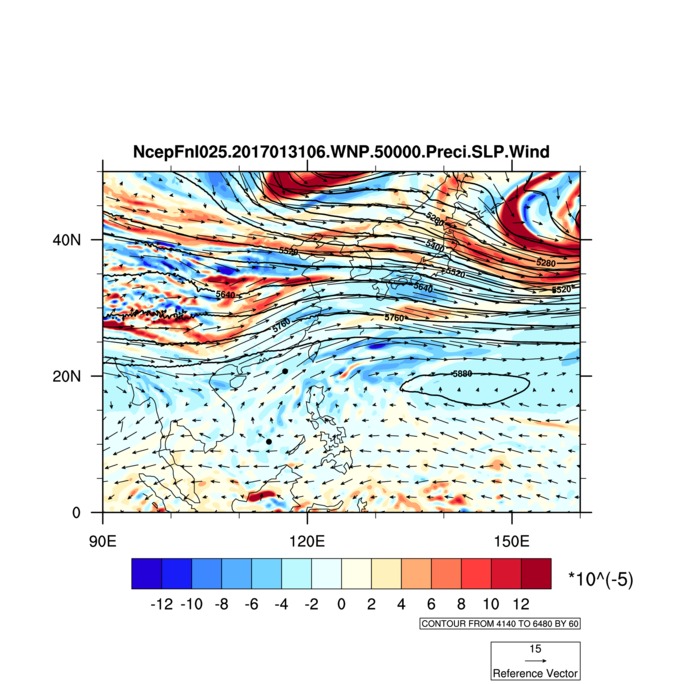 NcepFnl025.2017013106.WNP.50000.Preci.SLP.Wind
5280
5400
5520
5520
5280
5640
5640
5520
5760
5760
5880
40N
20N
0
90E
120E
150E
-12 -10 -8 -6 -4 -2 0 2 4 6 8 10 12
*10^(-5)
CONTOUR FROM 4140 TO 6480 BY 60
15
Reference Vector